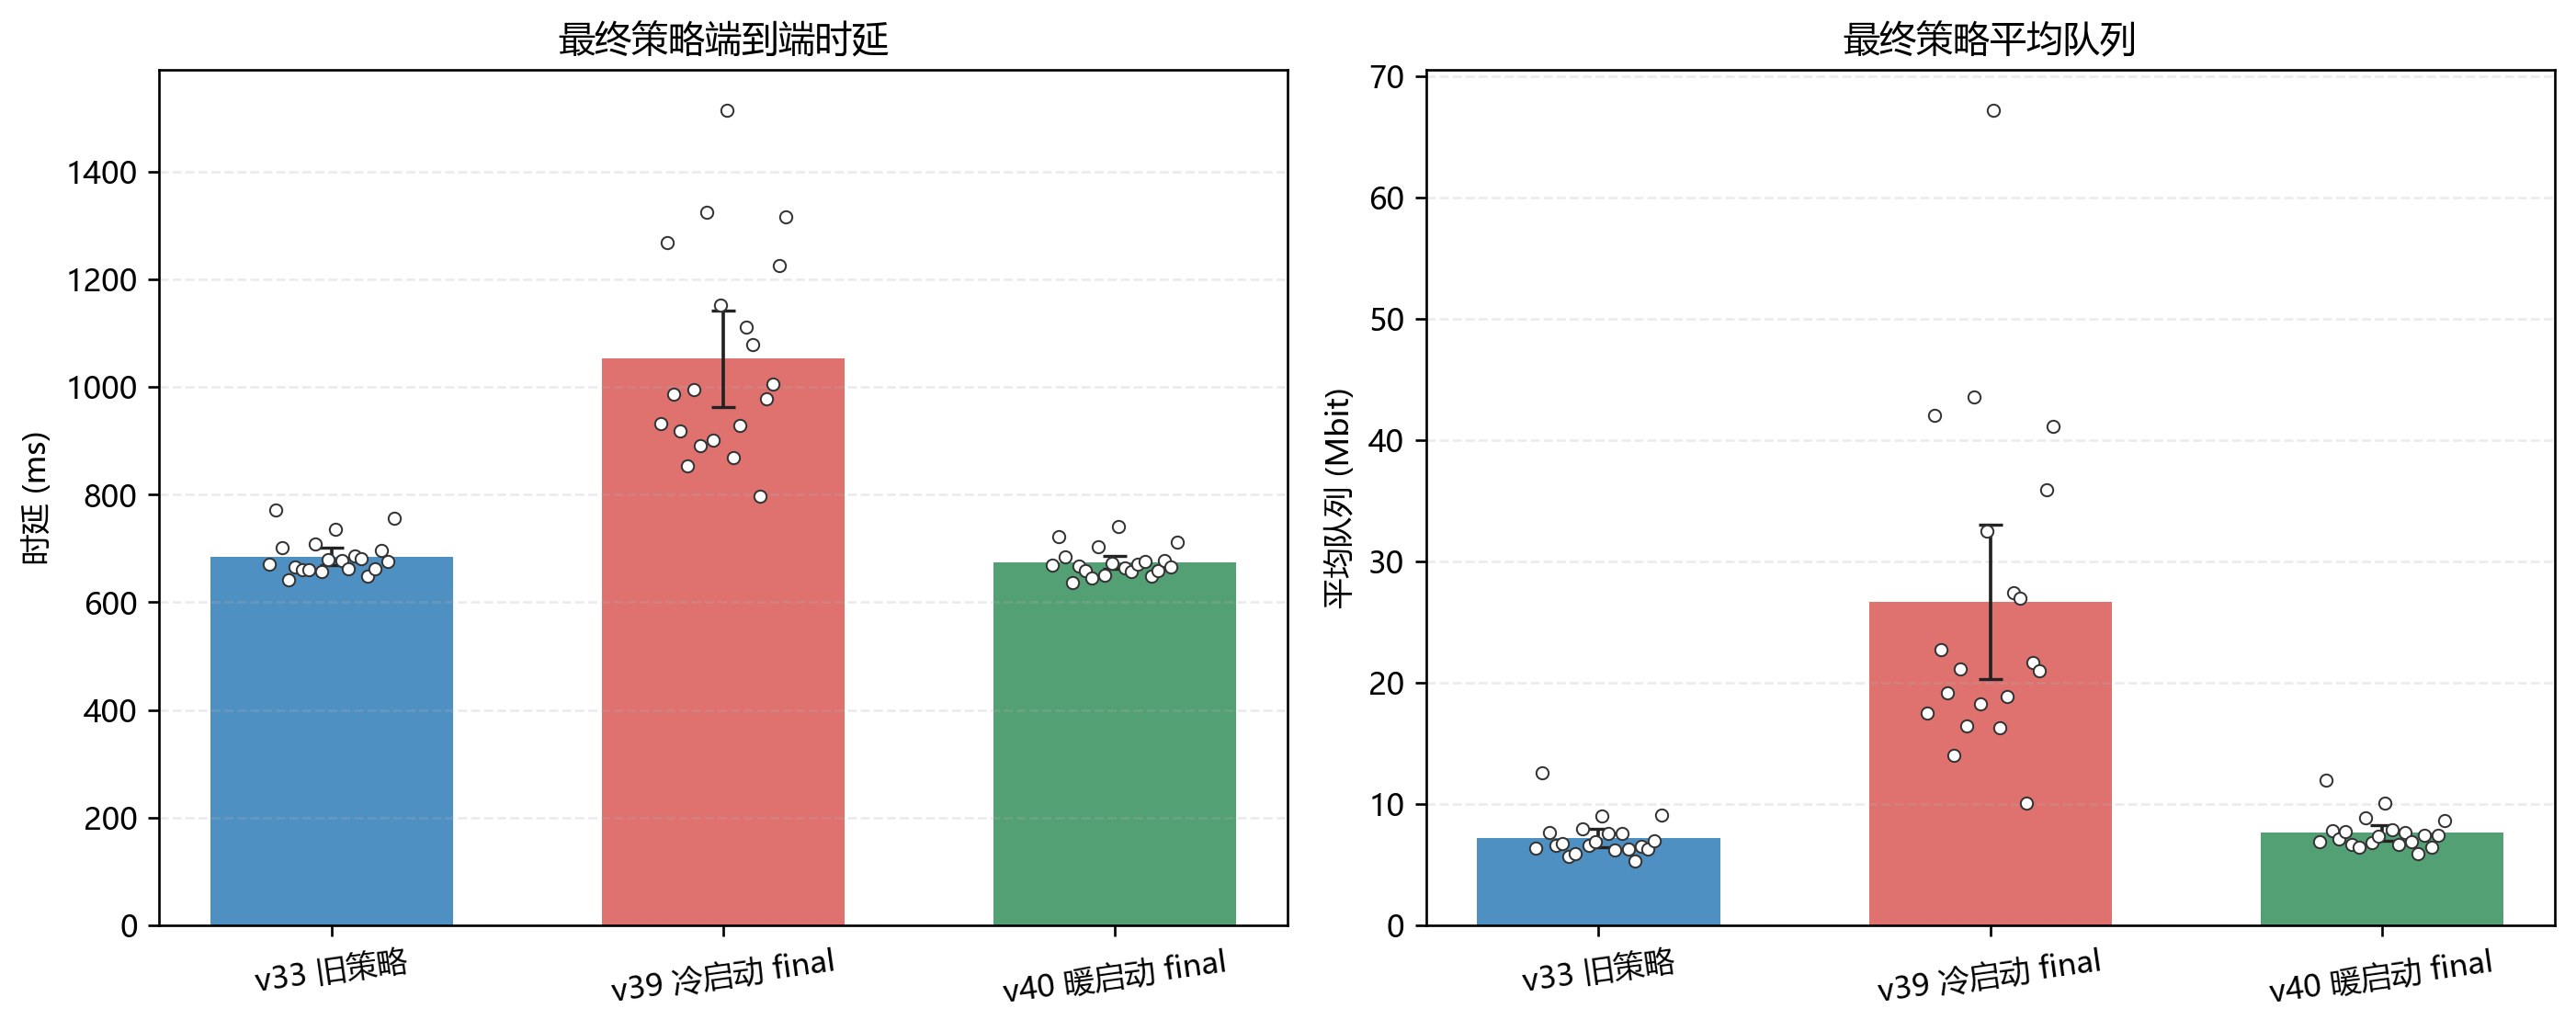 最终策略端到端时延
时延 (ms)
1400
1200
1000
800
600
400
200
0
v33 旧策略
v39 冷启动 final
v40 暖启动 final
最终策略平均队列
平均队列 (Mbit)
70
60
50
40
30
20
10
0
v33 旧策略
v39 冷启动 final
v40 暖启动 final